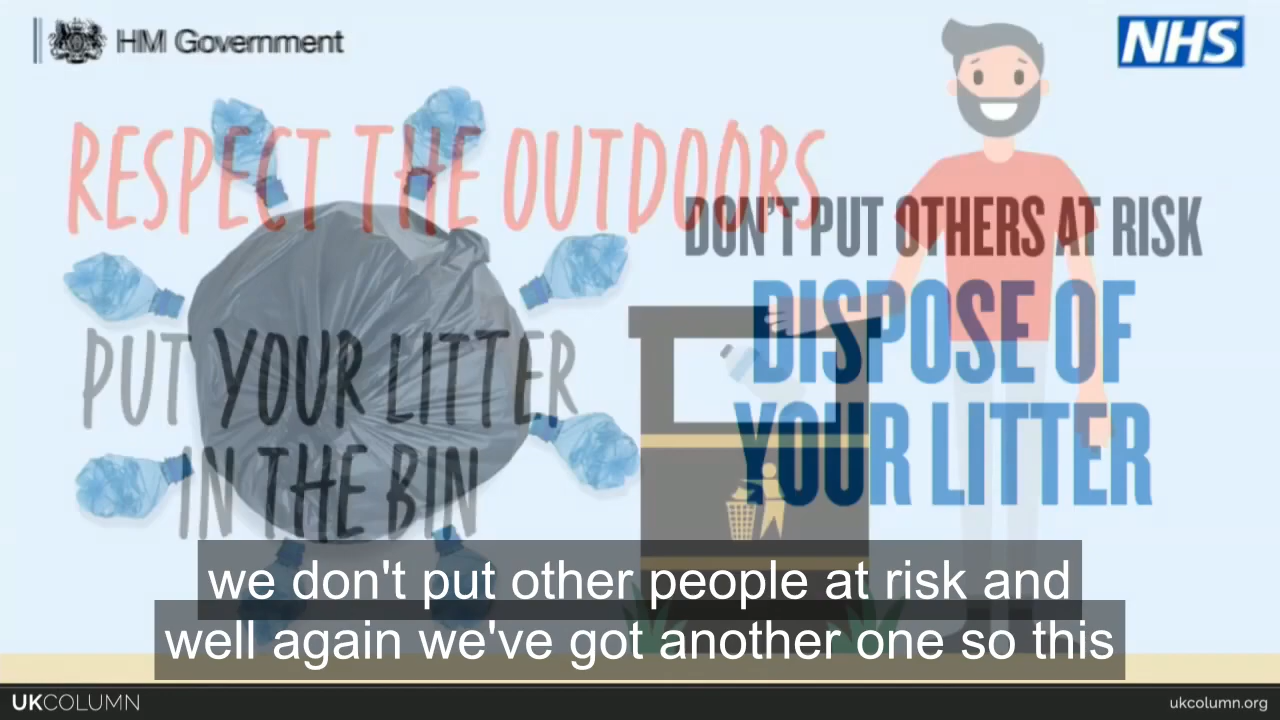 HM Government
NHS
RESPECT THE OUTDOORS
DON'T PUT OTHERS AT RISK
DISPOSE OF
YOUR LITTER
PUT YOUR LITTER
IN THE BIN
we don't put other people at risk and
well again we've got another one so this
UKCOLUMN
ukcolumn.org